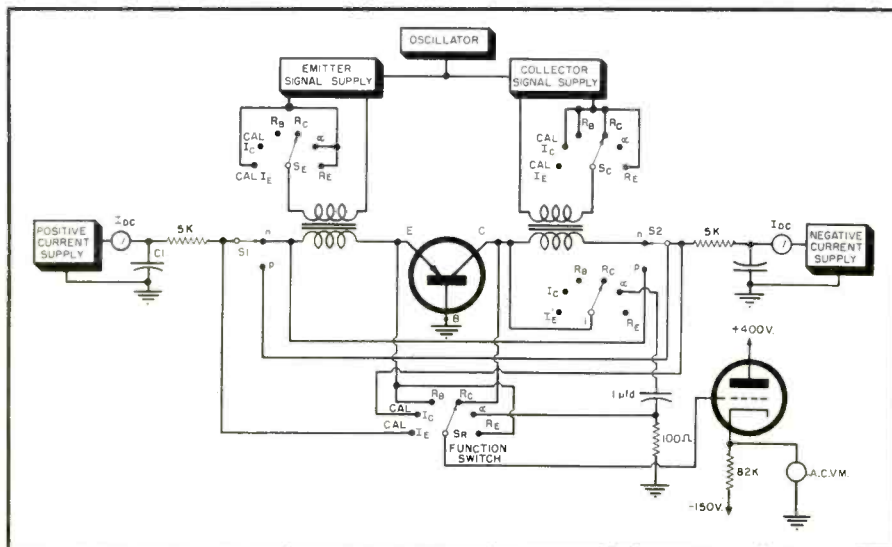 OSCILLATOR
EMITTER
SIGNAL SUPPLY
COLLECTOR
SIGNAL SUPPLY
RB RC
CAL
IC
α
CAL IE
SE
RE
RB RC
CAL
IC
α
CAL
IE
SC
RE
POSITIVE
CURRENT
SUPPLY
IDC
5K
C1
S1
n
p
E
C
B
n
S2
p
5K
IDC
NEGATIVE
CURRENT
SUPPLY
RB RC
IC
α
IE
RE
1 µfd
100Ω
+400V.
82K
-150V.
A.C.V.M.
RB RC
CAL
IC
α
CAL
IE
SR
RE
FUNCTION
SWITCH